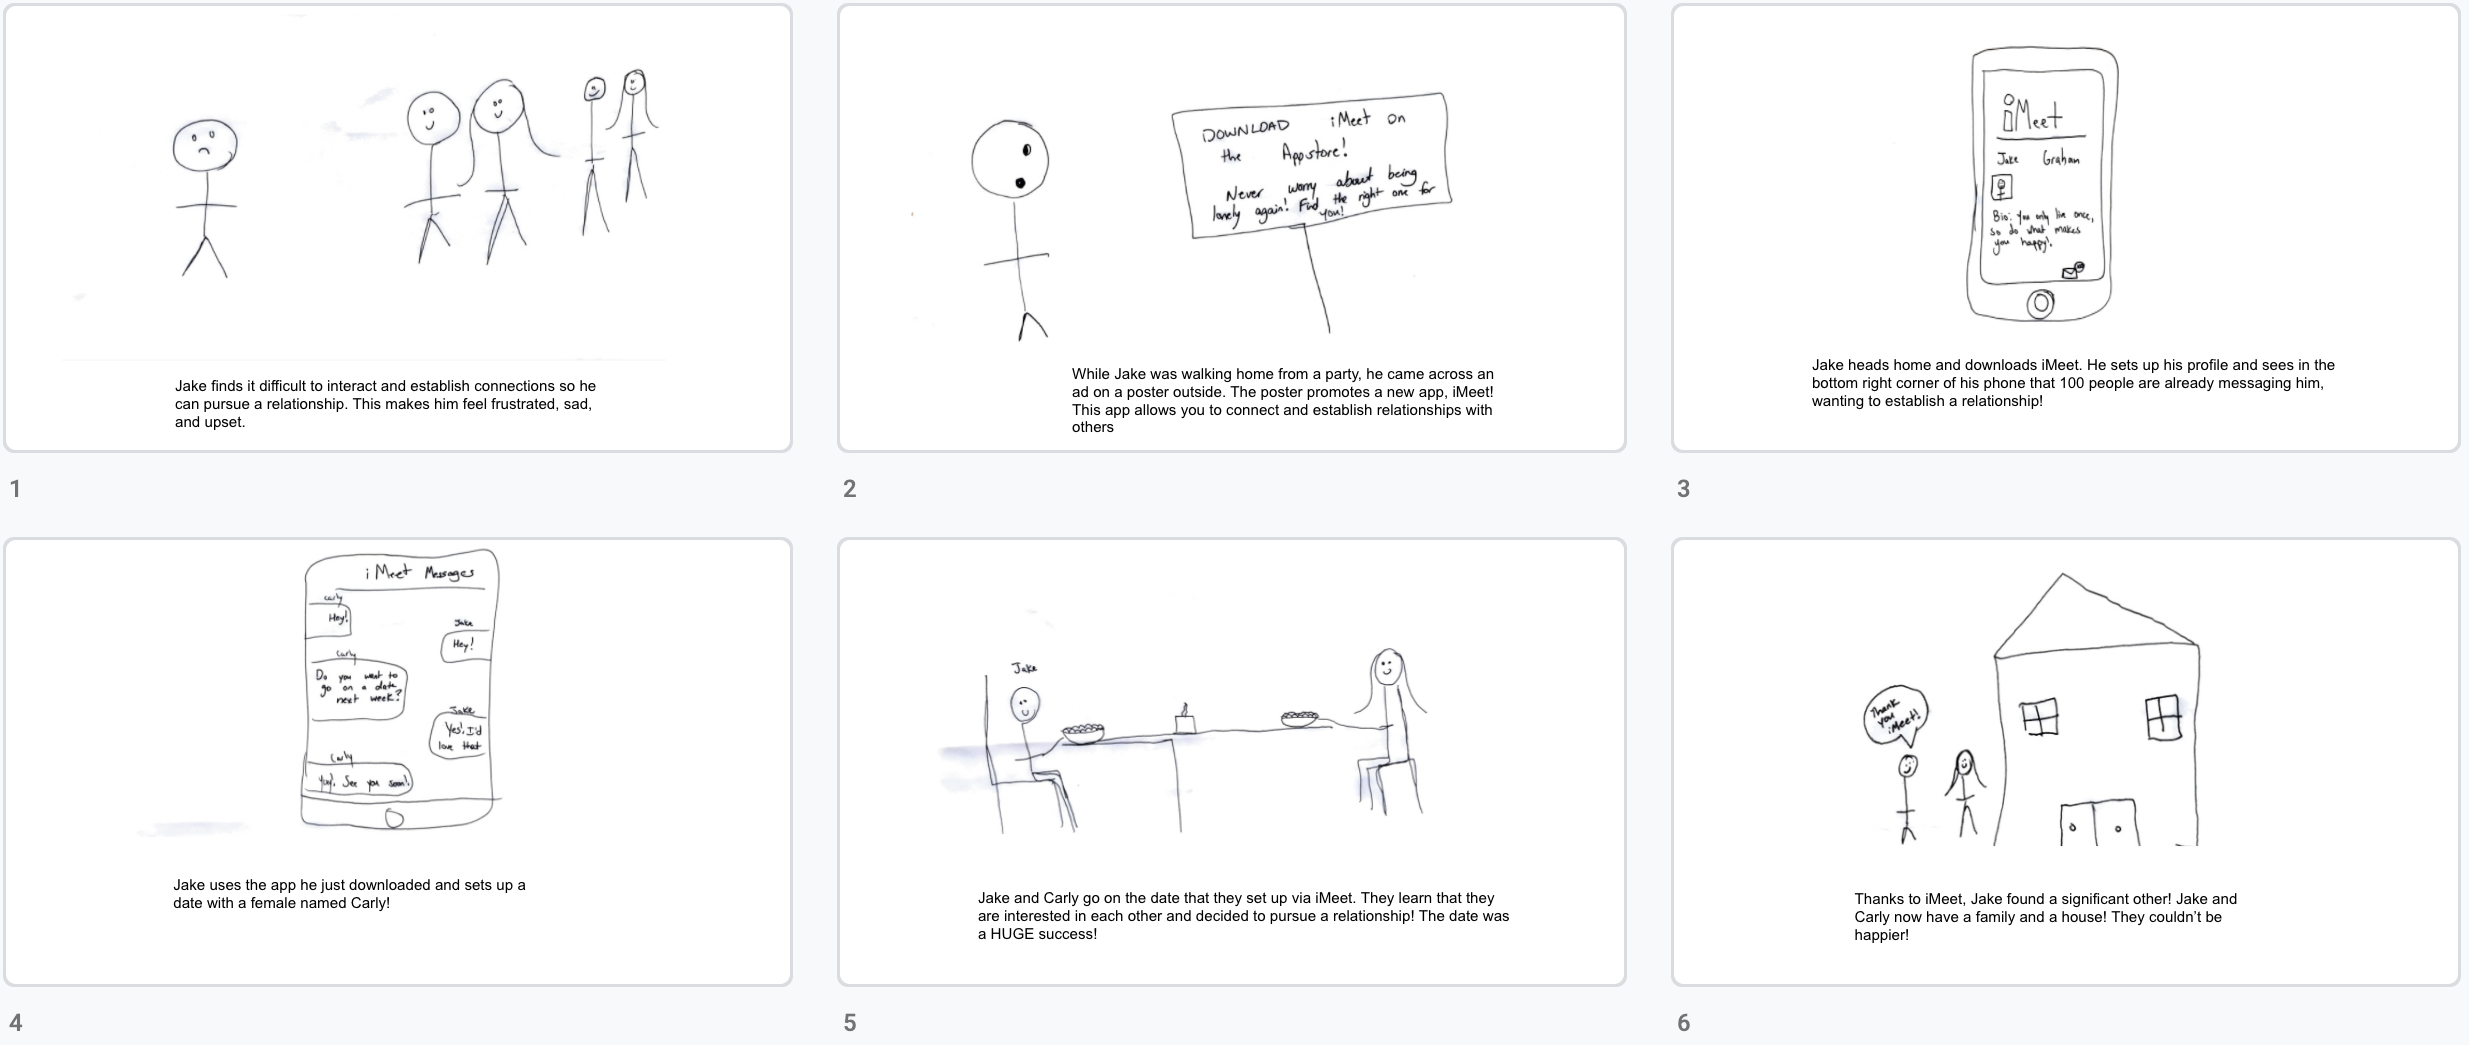 Jake finds it difficult to interact and establish connections so he
can pursue a relationship. This makes him feel frustrated, sad,
and upset.
1
DOWNLOAD iMeet on
the Appstore!
Never worry about being
lonely again! Find the right one for
you!
While Jake was walking home from a party, he came across an
ad on a poster outside. The poster promotes a new app, iMeet!
This app allows you to connect and establish relationships with
others
2
iMeet
Jake Graham
Bio: You only live once,
so do what makes
you happy!
Jake heads home and downloads iMeet. He sets up his profile and sees in the
bottom right corner of his phone that 100 people are already messaging him,
wanting to establish a relationship!
3
iMeet Messages
Carly
Hey!
Jake
Hey!
Carly
Do you want to
go on a date
next week?
Jake
Yes! I'd
love that
Carly
Yay! See you soon!
Jake uses the app he just downloaded and sets up a
date with a female named Carly!
4
Jake
Jake and Carly go on the date that they set up via iMeet. They learn that they
are interested in each other and decided to pursue a relationship! The date was
a HUGE success!
5
Thank
you
iMeet!
Thanks to iMeet, Jake found a significant other! Jake and
Carly now have a family and a house! They couldn't be
happier!
6